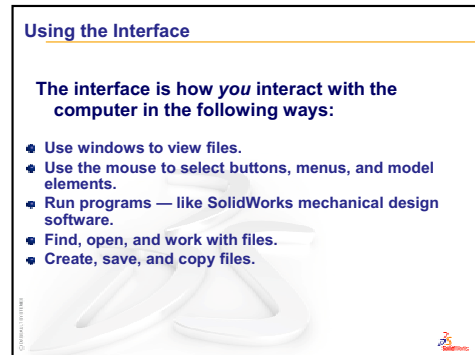 Using the Interface
The interface is how you interact with the
computer in the following ways:
Use windows to view files.
Use the mouse to select buttons, menus, and model
elements.
Run programs — like SolidWorks mechanical design
software.
Find, open, and work with files.
Create, save, and copy files.
SolidWorks